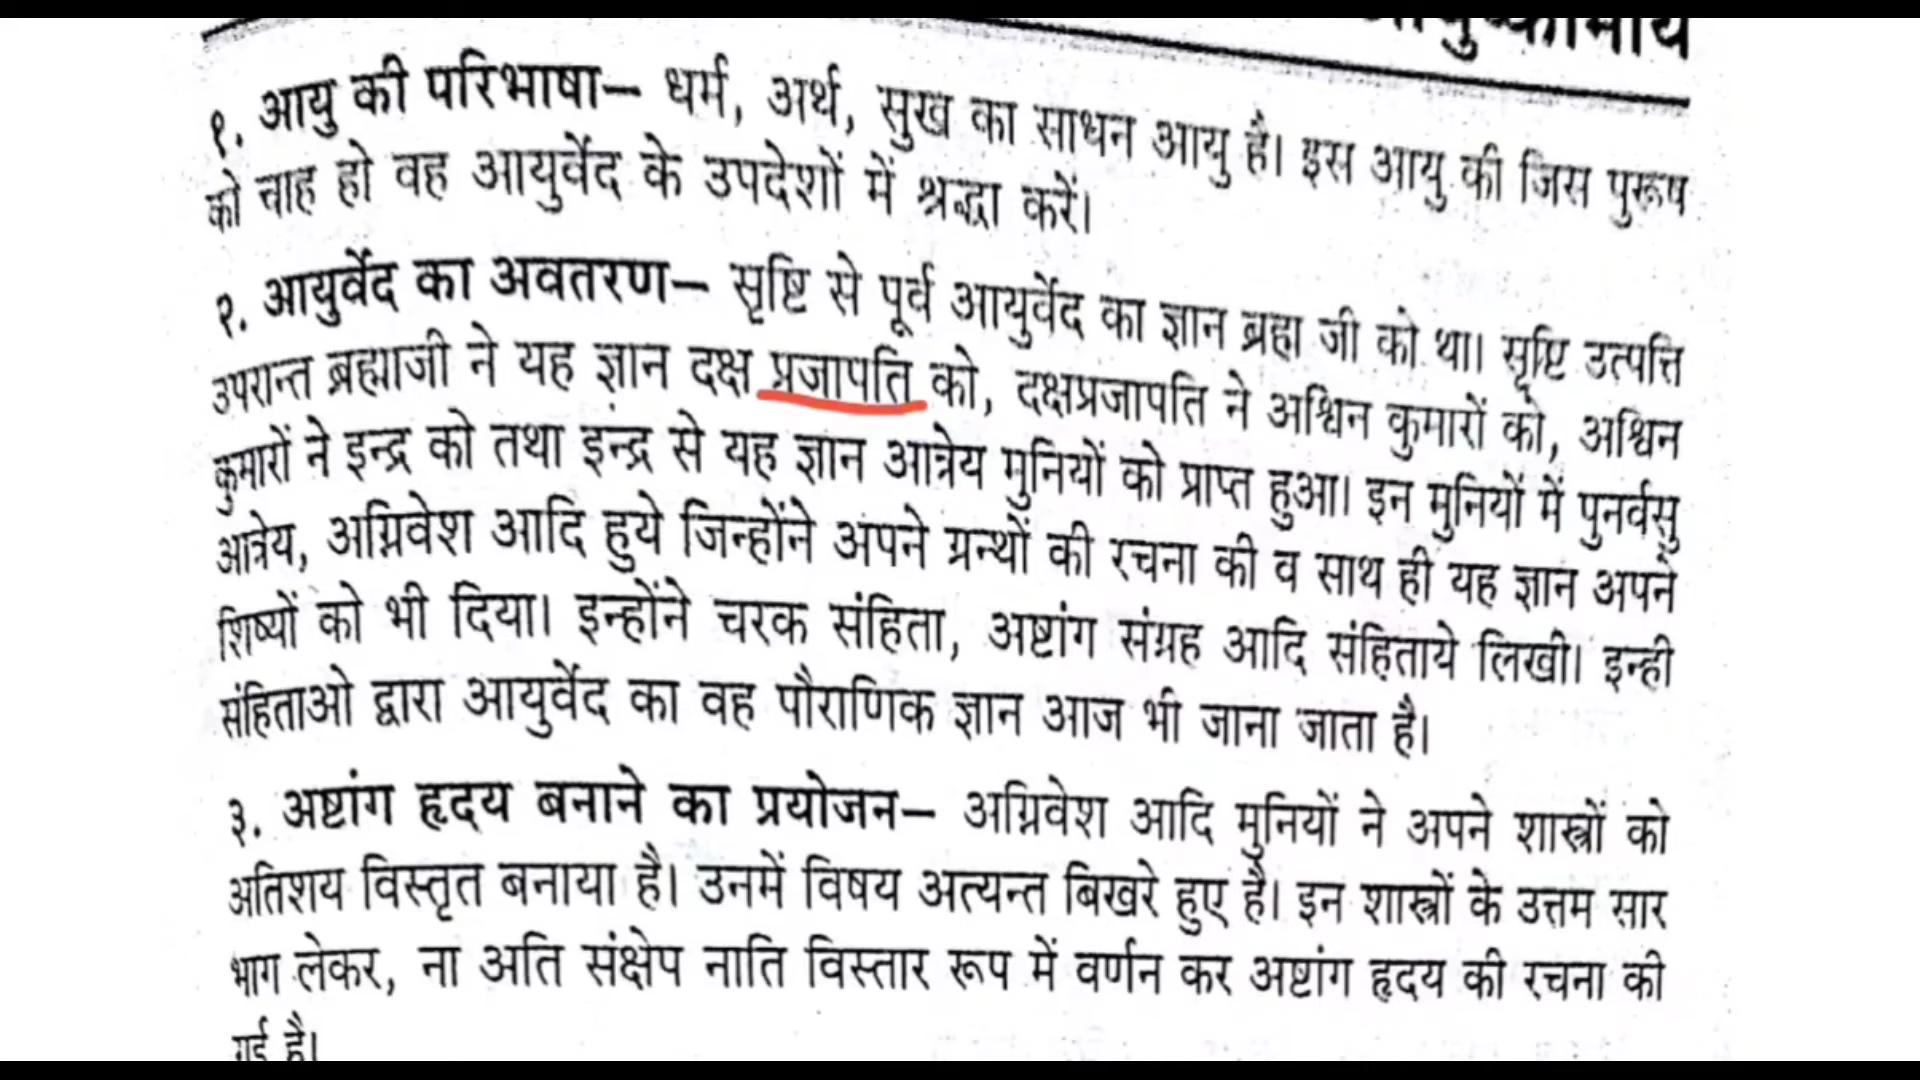 १. आयु की परिभाषा– धर्म, अर्थ, सुख का साधन आयु है। इस आयु की जिस पुरूष
को चाह हो वह आयुर्वेद के उपदेशों में श्रद्धा करें।
२. आयुर्वेद का अवतरण– सृष्टि से पूर्व आयुर्वेद का ज्ञान ब्रह्मा जी को था। सृष्टि उत्पत्ति
उपरान्त ब्रह्माजी ने यह ज्ञान दक्ष प्रजापति को, दक्षप्रजापति ने अश्विन कुमारों को, अश्विन
कुमारों ने इन्द्र को तथा इन्द्र से यह ज्ञान आत्रेय मुनियों को प्राप्त हुआ। इन मुनियों में पुनर्वसु
आत्रेय, अग्निवेश आदि हुये जिन्होंने अपने ग्रन्थों की रचना की व साथ ही यह ज्ञान अपने
शिष्यों को भी दिया। इन्होंने चरक संहिता, अष्टांग संग्रह आदि संहिताये लिखी। इन्ही
संहिताओ द्वारा आयुर्वेद का वह पौराणिक ज्ञान आज भी जाना जाता है।
३. अष्टांग हृदय बनाने का प्रयोजन– अग्निवेश आदि मुनियों ने अपने शास्त्रों को
अतिशय विस्तृत बनाया है। उनमें विषय अत्यन्त बिखरे हुए है। इन शास्त्रों के उत्तम सार
भाग लेकर, ना अति संक्षेप नाति विस्तार रूप में वर्णन कर अष्टांग हृदय की रचना की
गई है।